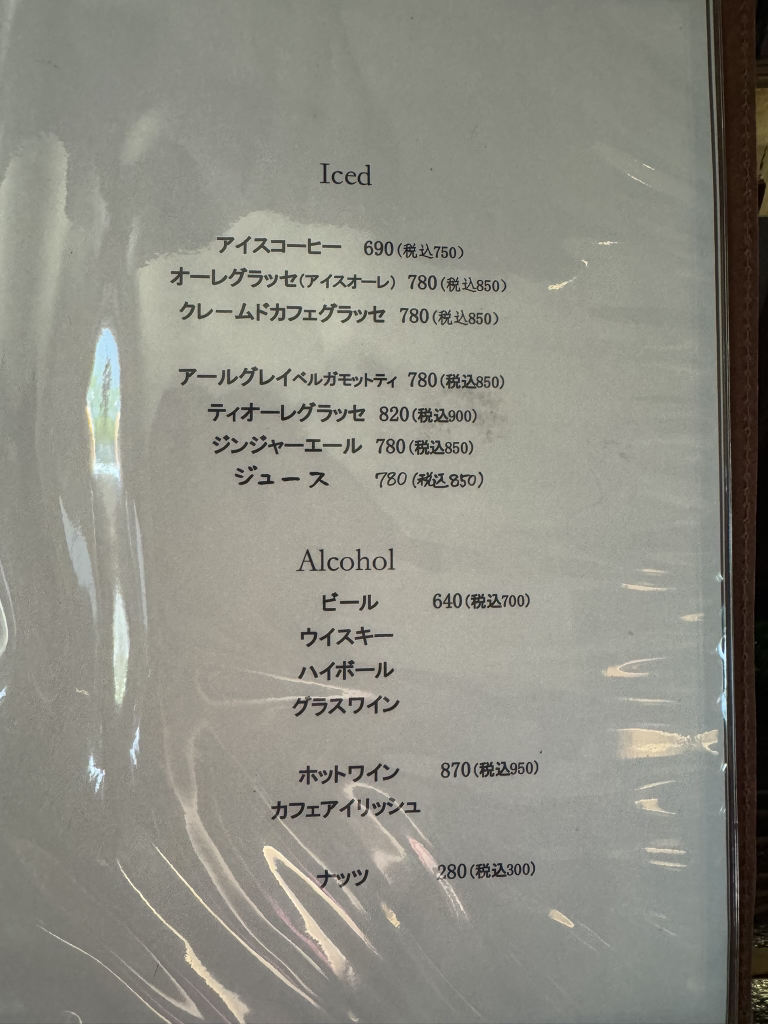 Iced
アイスコーヒー 690(税込750)
オーレグラッセ(アイスオーレ) 780(税込850)
クレームドカフェグラッセ 780(税込850)
アールグレイベルガモットティ 780(税込850)
ティオーレグラッセ 820(税込900)
ジンジャーエール 780(税込850)
ジュース 780(税込850)
Alcohol
ビール 640(税込700)
ウイスキー
ハイボール
グラスワイン
ホットワイン 870(税込950)
カフェアイリッシュ
ナッツ 280(税込300)